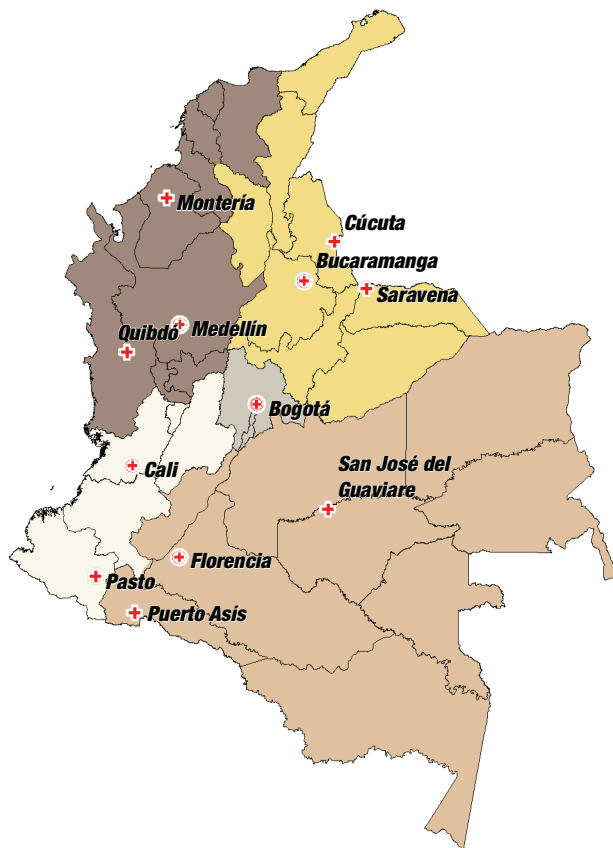 Montería
Cúcuta
Bucaramanga
Saravena
Quibdó
Medellín
Bogotá
Cali
San José del
Guaviare
Florencia
Pasto
Puerto Asís